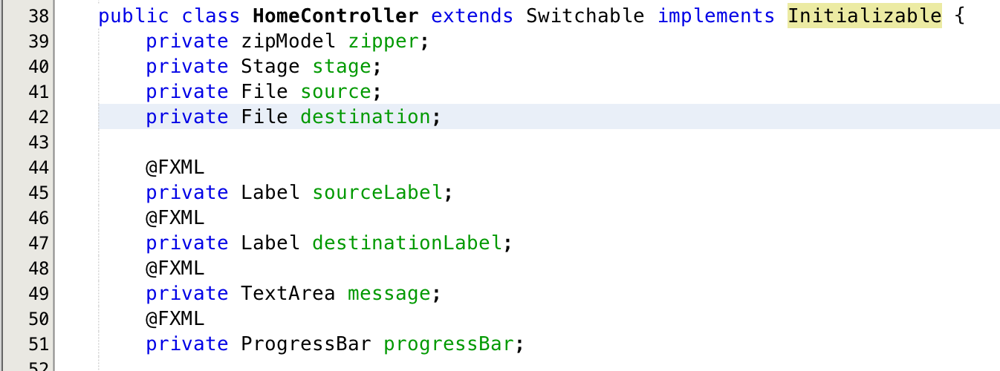 38 public class HomeController extends Switchable implements Initializable {
39 private zipModel zipper;
40 private Stage stage;
41 private File source;
42 private File destination;
43
44 @FXML
45 private Label sourceLabel;
46 @FXML
47 private Label destinationLabel;
48 @FXML
49 private TextArea message;
50 @FXML
51 private ProgressBar progressBar;
52